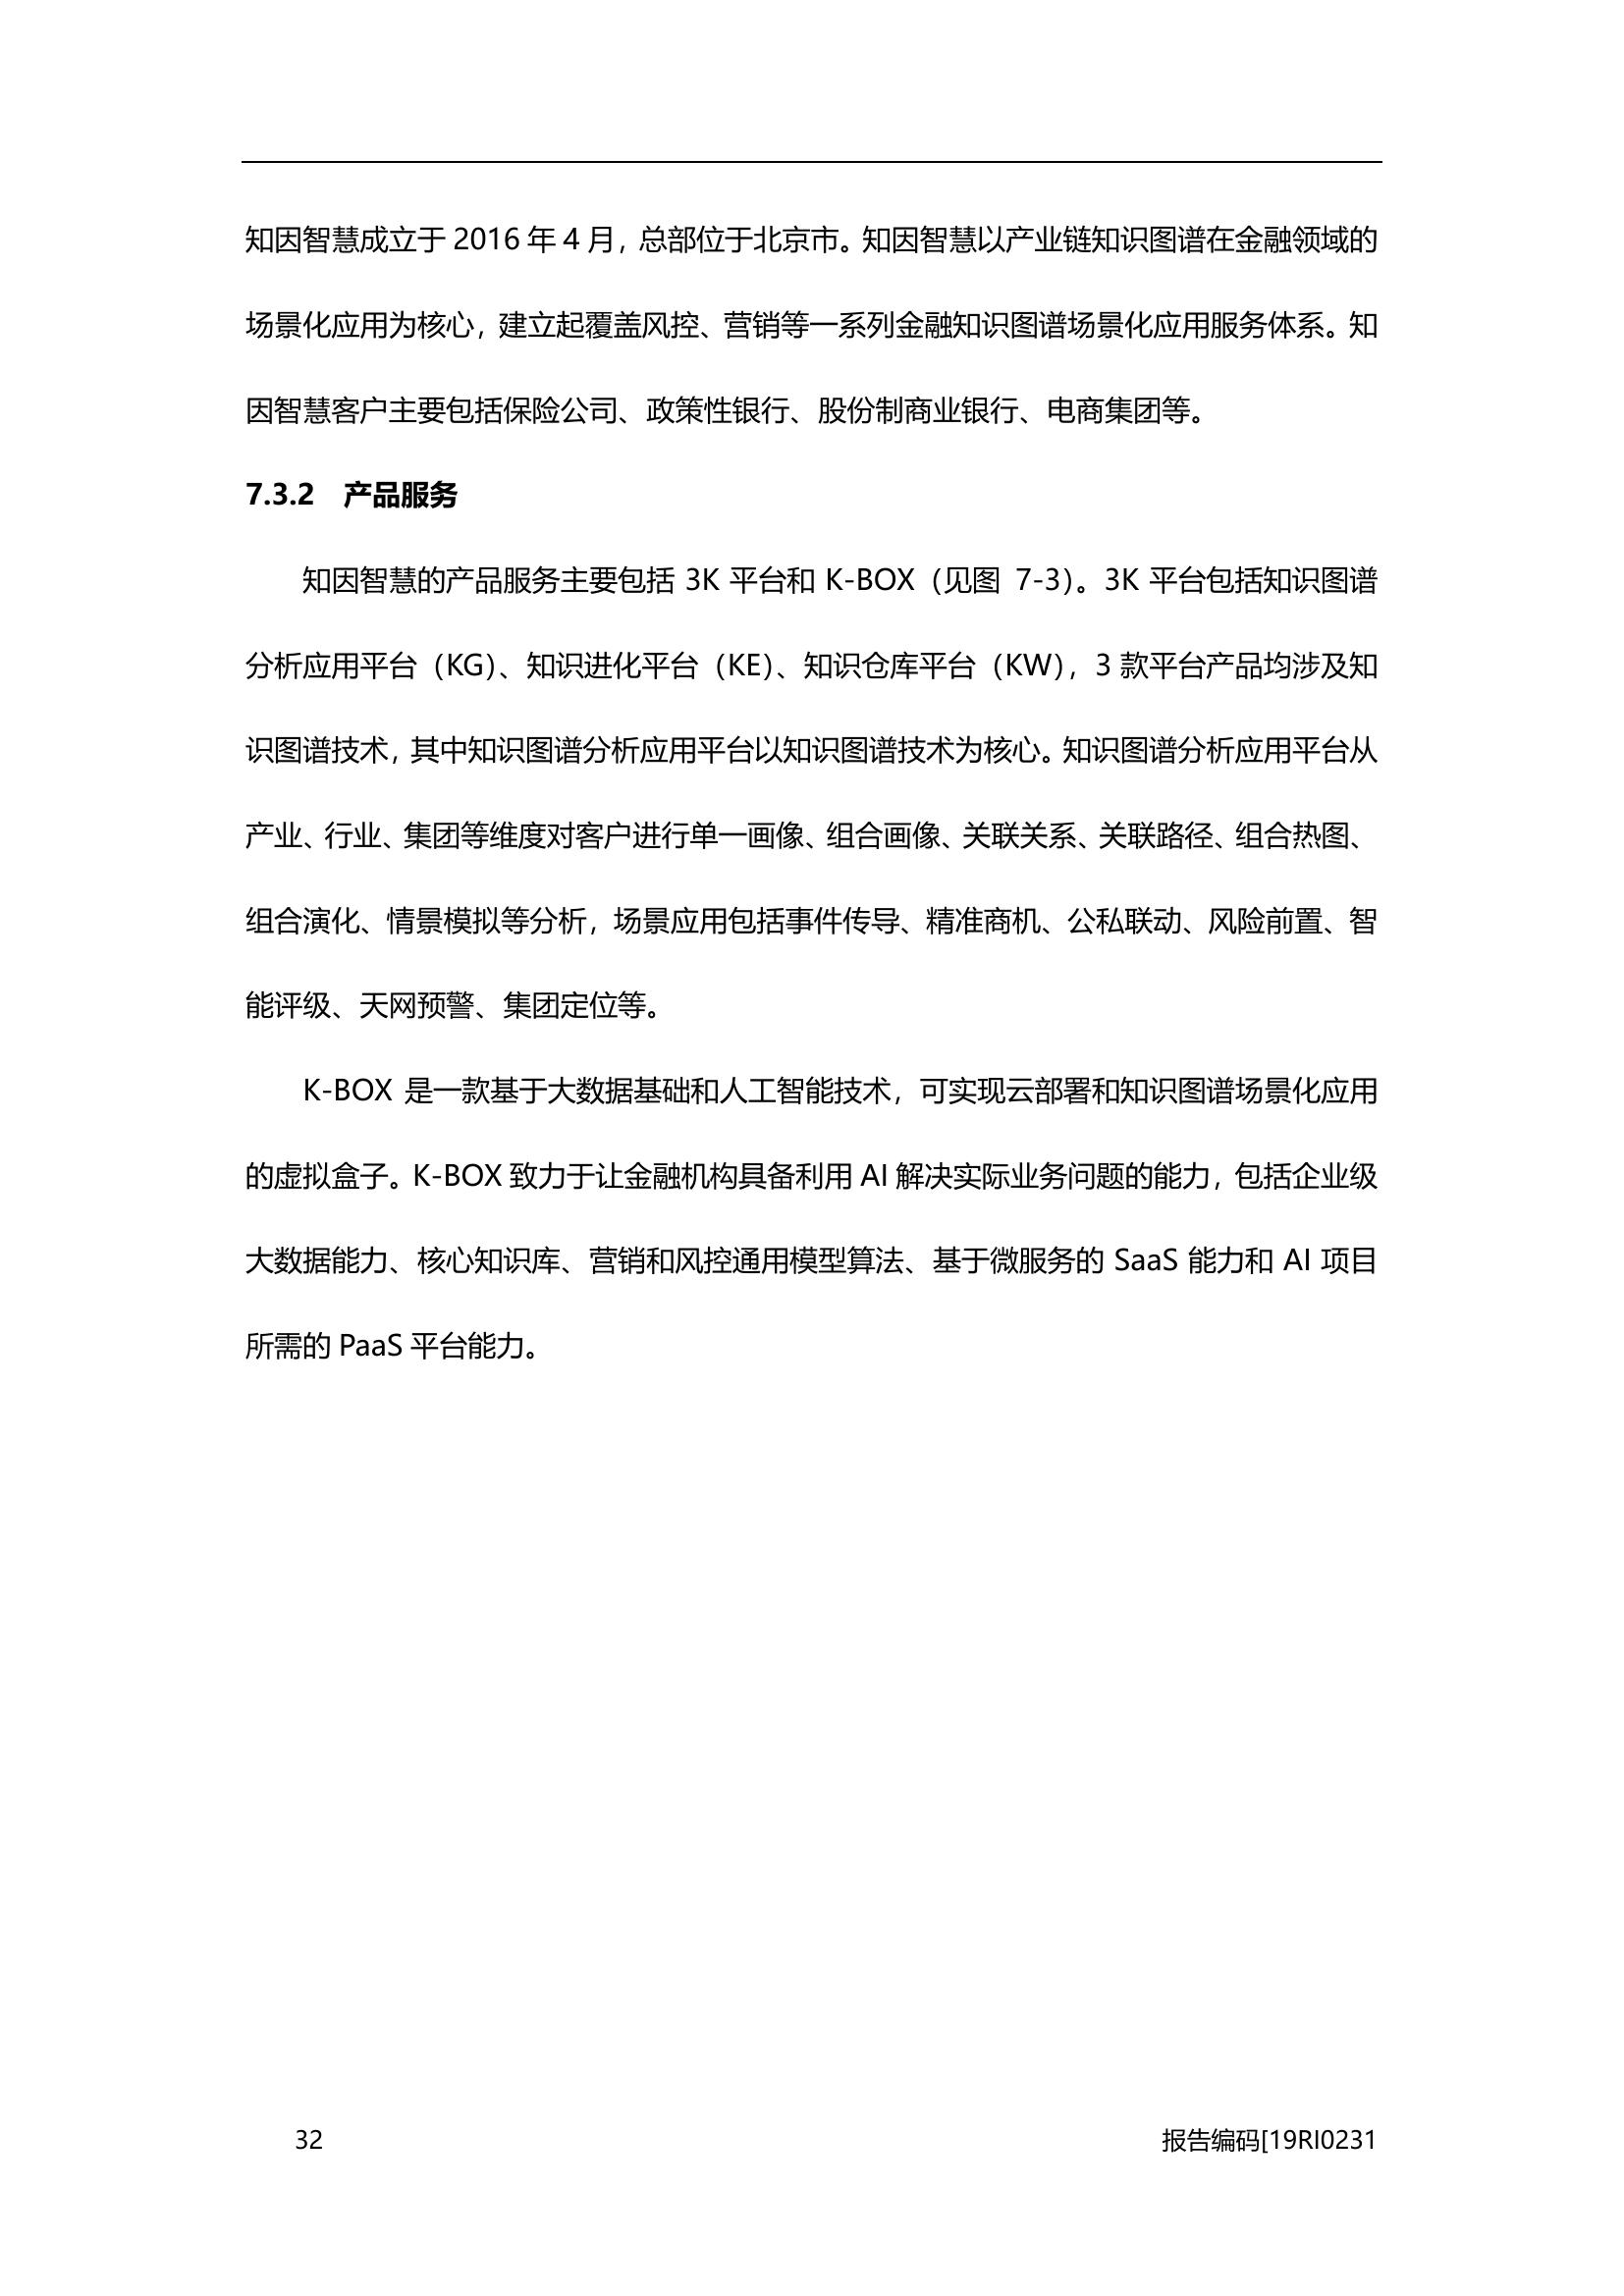 知因智慧成立于 2016 年 4 月，总部位于北京市。知因智慧以产业链知识图谱在金融领域的
场景化应用为核心，建立起覆盖风控、营销等一系列金融知识图谱场景化应用服务体系。知
因智慧客户主要包括保险公司、政策性银行、股份制商业银行、电商集团等。
7.3.2 产品服务
知因智慧的产品服务主要包括 3K 平台和 K-BOX（见图 7-3）。3K 平台包括知识图谱
分析应用平台（KG）、知识进化平台（KE）、知识仓库平台（KW），3 款平台产品均涉及知
识图谱技术，其中知识图谱分析应用平台以知识图谱技术为核心。知识图谱分析应用平台从
产业、行业、集团等维度对客户进行单一画像、组合画像、关联关系、关联路径、组合热图、
组合演化、情景模拟等分析，场景应用包括事件传导、精准商机、公私联动、风险前置、智
能评级、天网预警、集团定位等。
K-BOX 是一款基于大数据基础和人工智能技术，可实现云部署和知识图谱场景化应用
的虚拟盒子。K-BOX 致力于让金融机构具备利用 AI 解决实际业务问题的能力，包括企业级
大数据能力、核心知识库、营销和风控通用模型算法、基于微服务的 SaaS 能力和 AI 项目
所需的 PaaS 平台能力。
32 报告编码[19RI0231